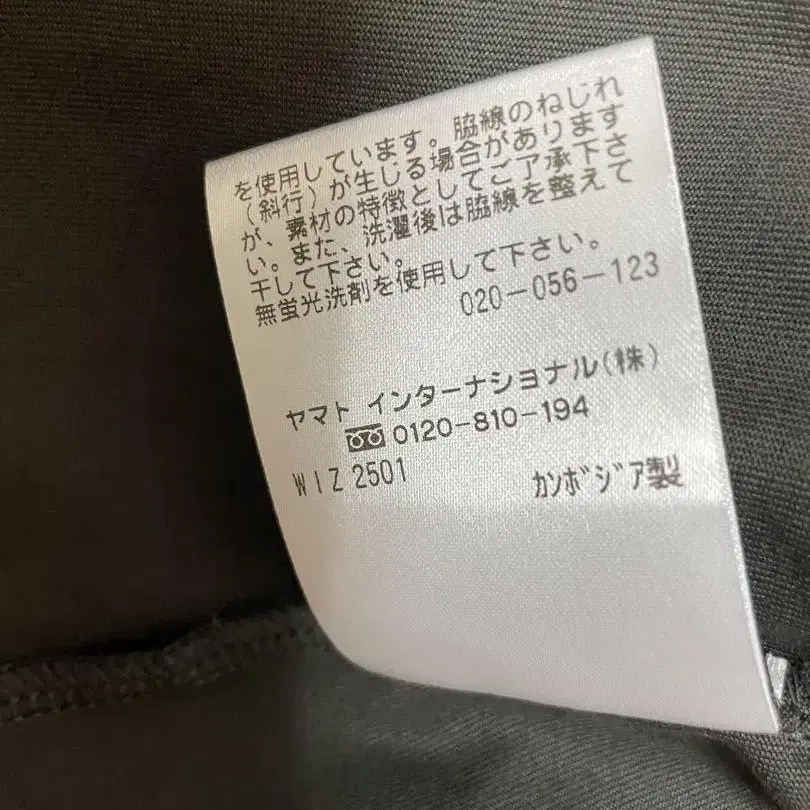 を使用しています。脇線のねじれ
(斜行)が生じる場合があります
が、素材の特徴としてご了承下さ
い。また、洗濯後は脇線を整えて
干して下さい。
無蛍光洗剤を使用して下さい。
020-056-123
ヤマト インターナショナル(株)
0120-810-194
WIZ 2501 カンボジア製